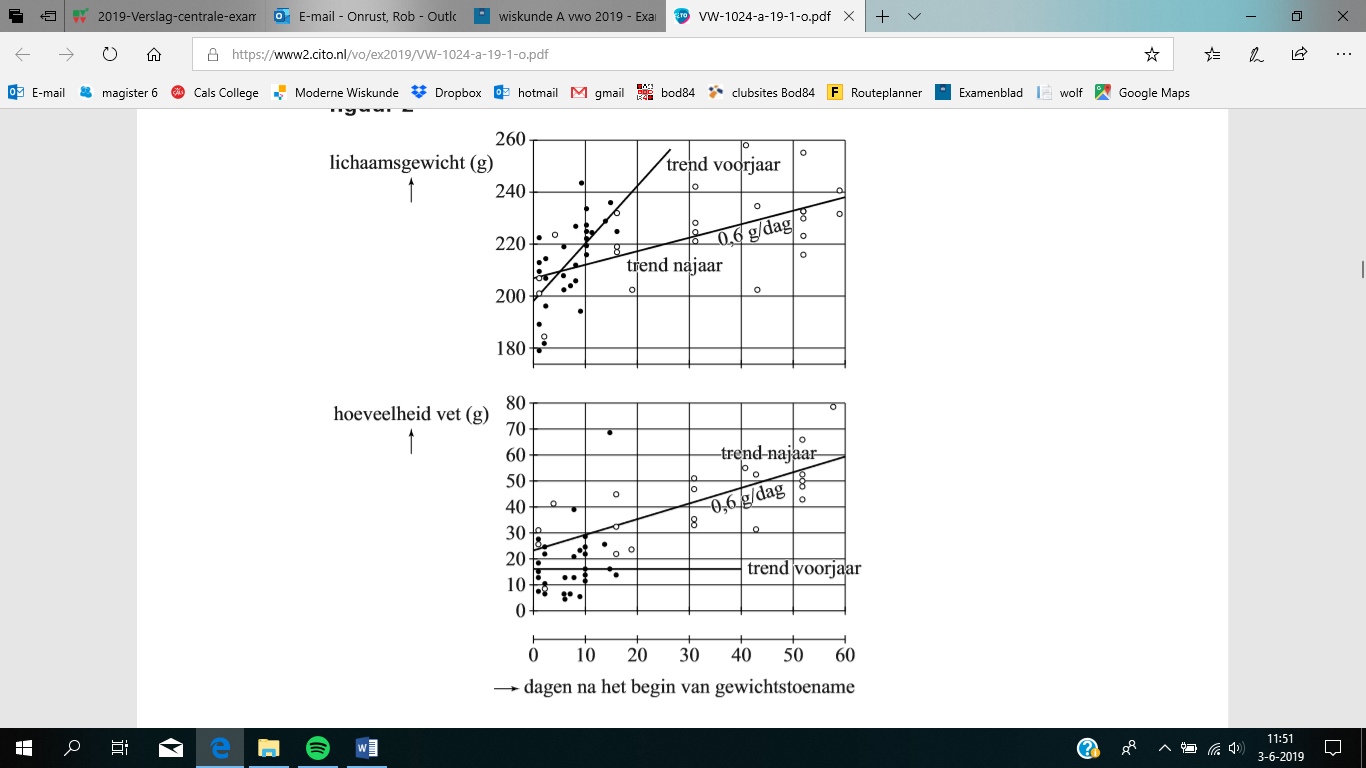 2019-Verslag-centrale-exam
E-mail - Onrust, Rob - Outlo
wiskunde A vwo 2019 - Exa
VW-1024-a-19-1-o.pdf
https://www2.cito.nl/vo/ex2019/VW-1024-a-19-1-o.pdf
E-mail magister 6 Cals College Moderne Wiskunde Dropbox hotmail gmail bod84 clubsites Bod84 Routeplanner Examenblad wolf Google Maps
figuur 2
lichaamsgewicht (g)
260
240
220
200
180
trend voorjaar
0,6 g/dag
trend najaar
hoeveelheid vet (g)
80
70
60
50
40
30
20
10
0
trend najaar
0,6 g/dag
trend voorjaar
0 10 20 30 40 50 60
dagen na het begin van gewichtstoename
11:51
3-6-2019